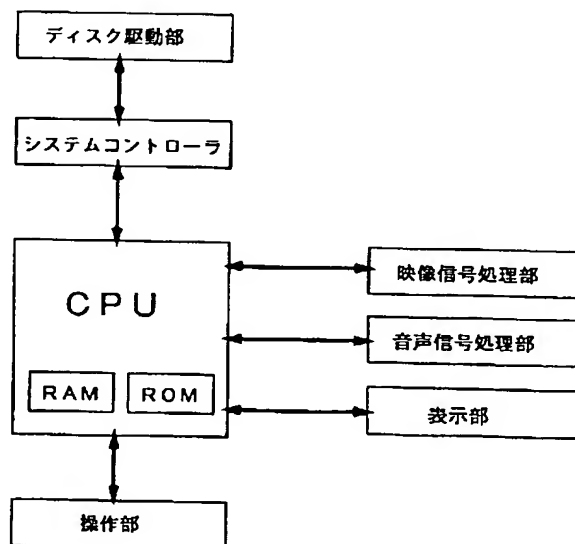 ディスク駆動部
システムコントローラ
CPU
RAM
ROM
映像信号処理部
音声信号処理部
表示部
操作部